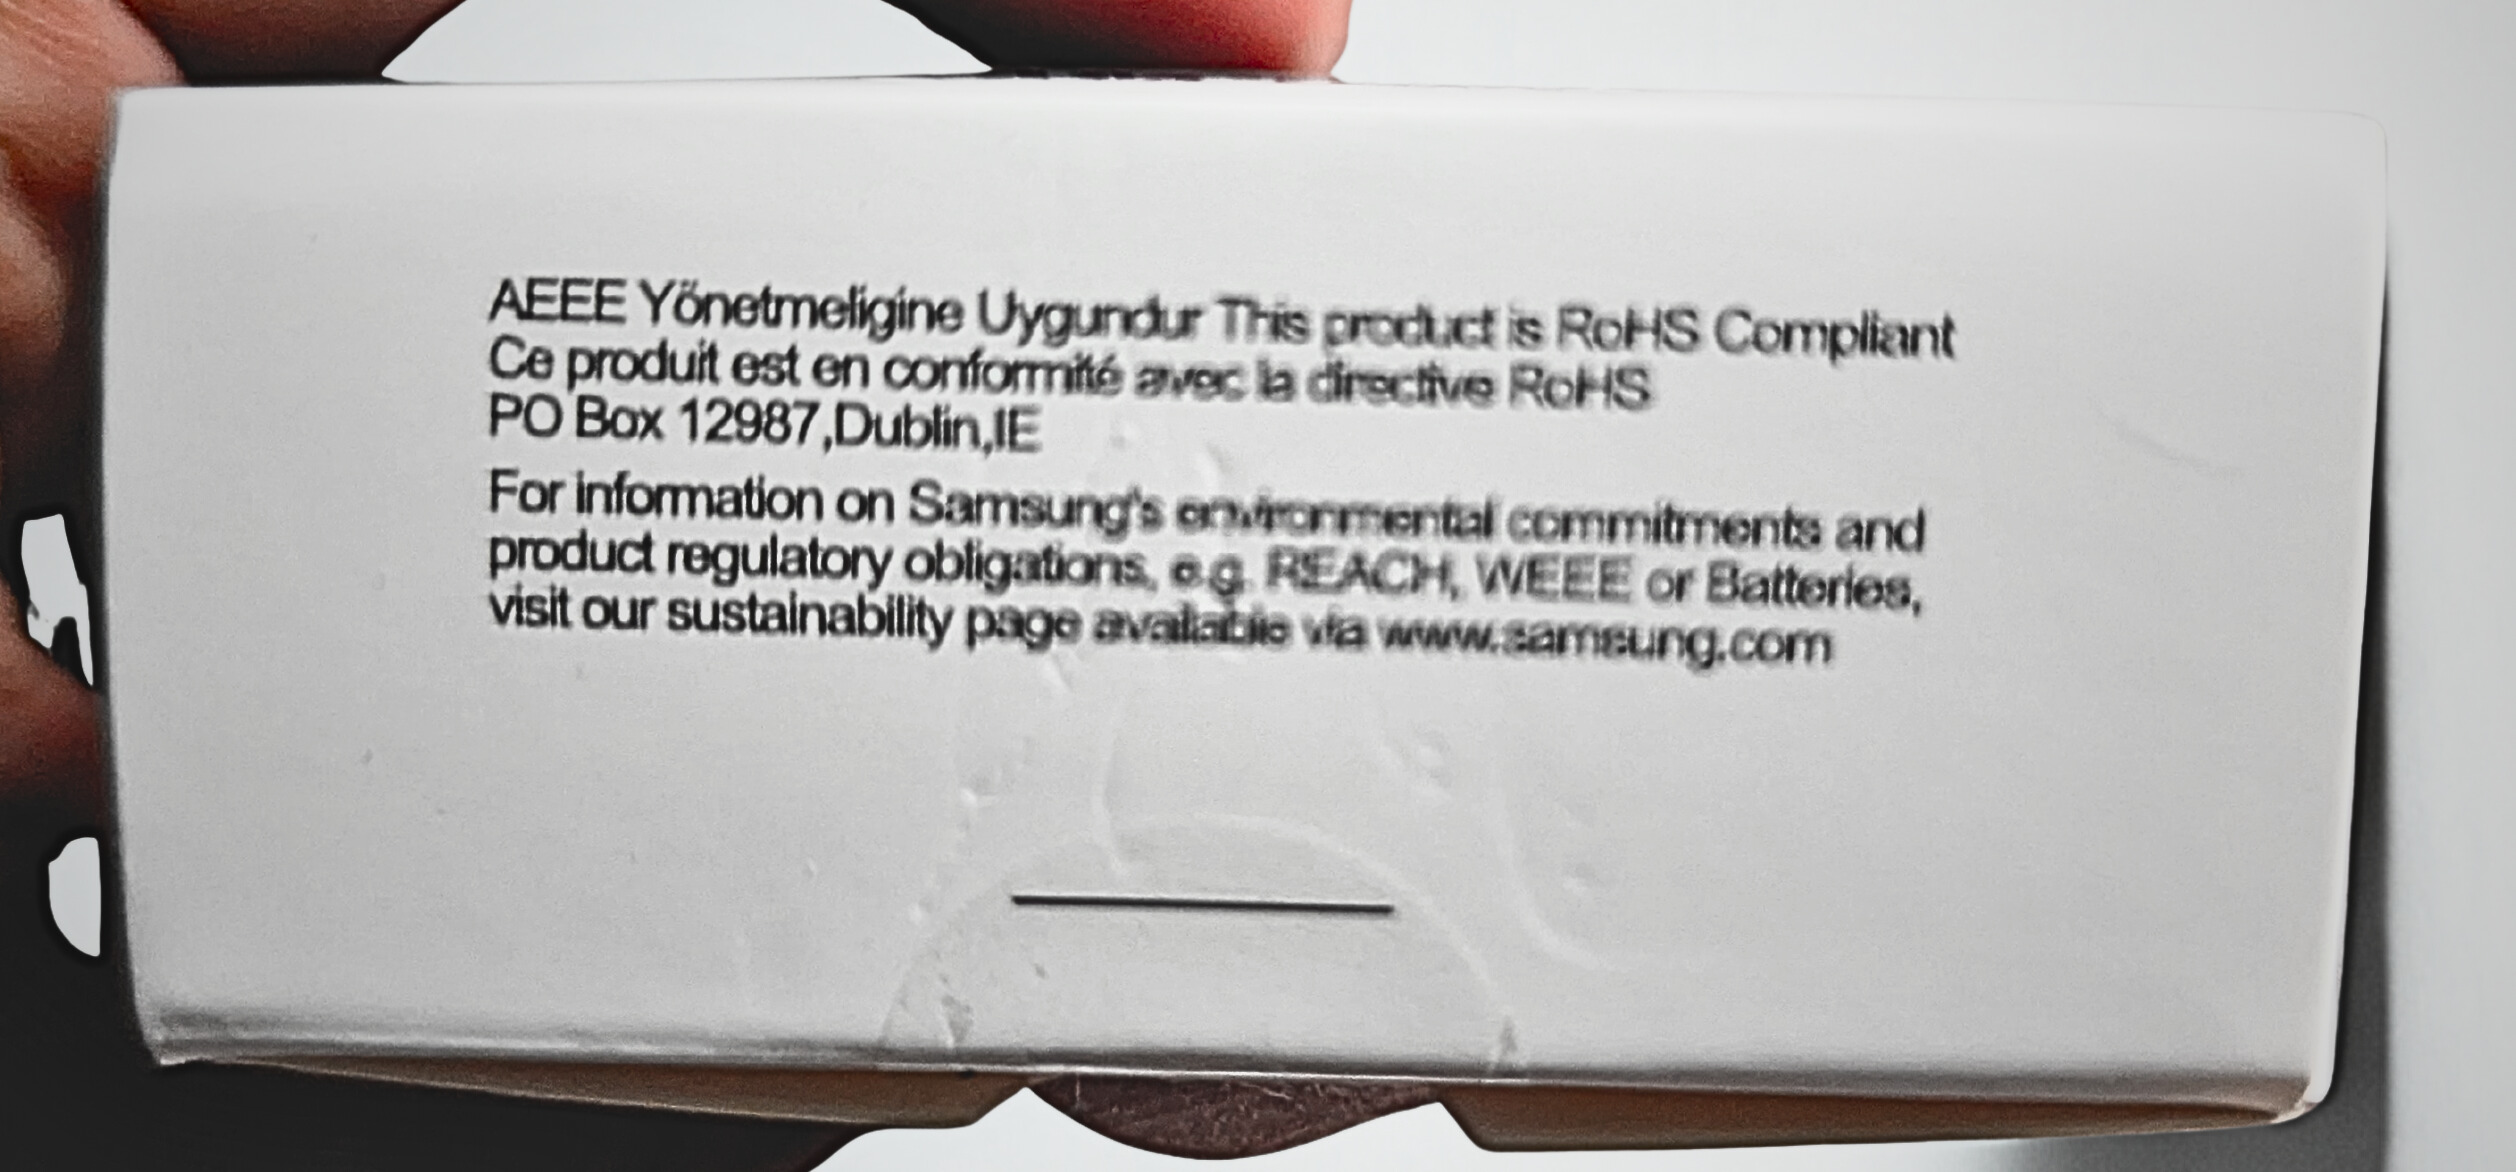 AEEE Yönetmeligine Uygundur This product is RoHS Compliant
Ce produit est en conformité avec la directive RoHS
PO Box 12987,Dublin,IE
For information on Samsung's environmental commitments and
product regulatory obligations, e.g. REACH, WEEE or Batteries,
visit our sustainability page available via www.samsung.com